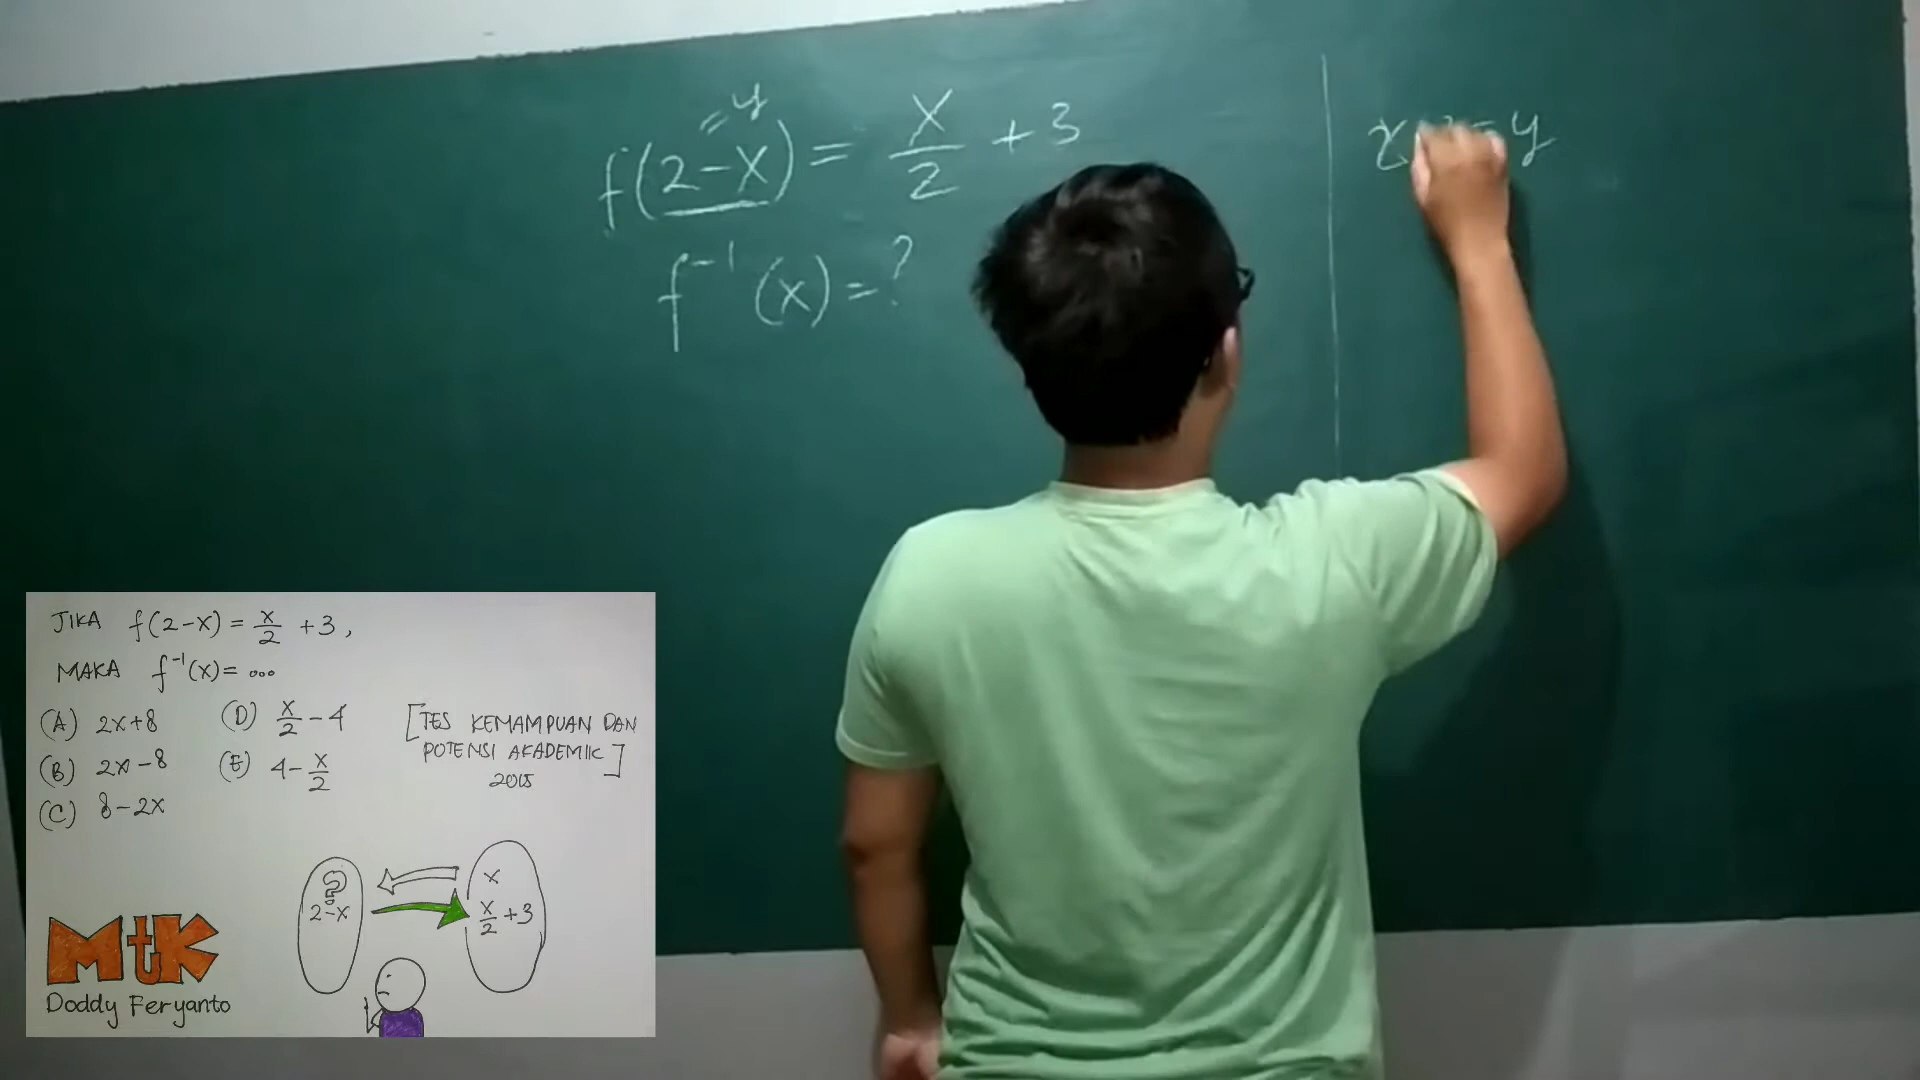 = y
f(2-x) = x/2 + 3
f⁻¹(x) = ?
= y
JIKA f(2-x) = x/2 + 3,
MAKA f⁻¹(x) = ...
(A) 2x+8
(B) 2x-8
(C) 8-2x
(D) x/2 - 4
(E) 4 - x/2
[TES KEMAMPUAN DAN
POTENSI AKADEMIK]
2015
?
2-x
x
x/2 + 3
MtK
Doddy Feryanto